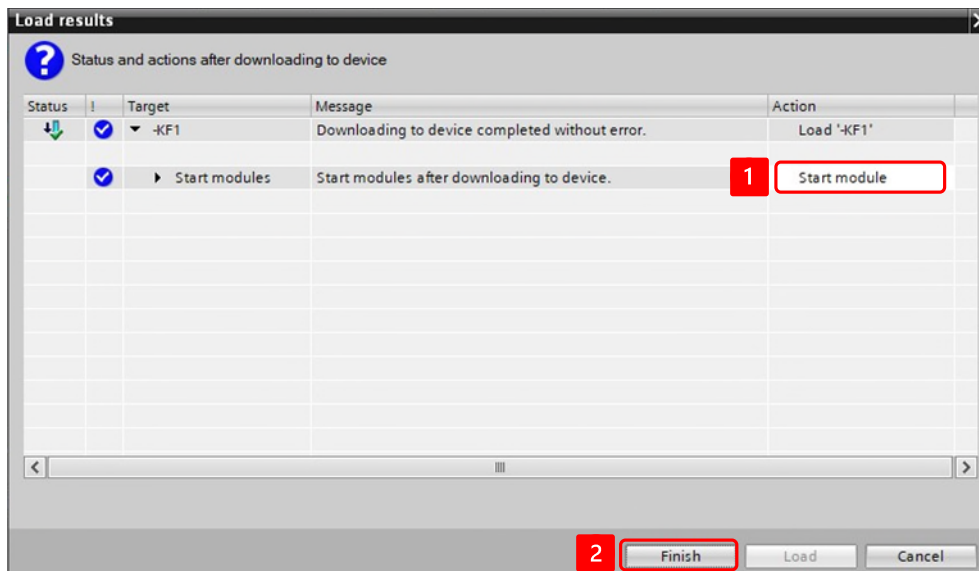 Load results
Status and actions after downloading to device
Status ! Target Message Action
-KF1 Downloading to device completed without error. Load '-KF1'
Start modules Start modules after downloading to device. 1 Start module
2 Finish Load Cancel